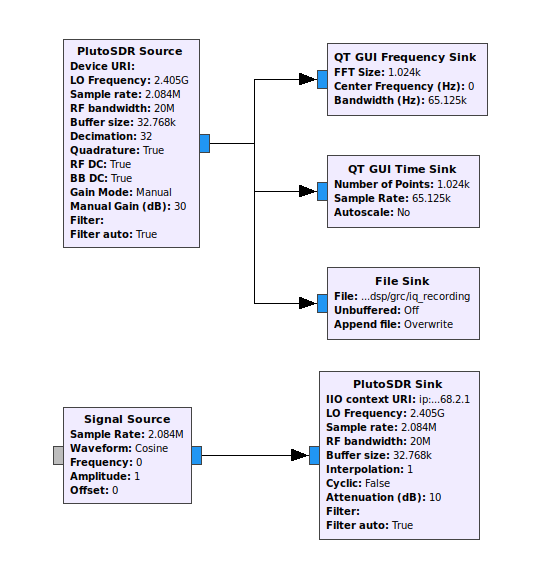 PlutoSDR Source
Device URI:
LO Frequency: 2.405G
Sample rate: 2.084M
RF bandwidth: 20M
Buffer size: 32.768k
Decimation: 32
Quadrature: True
RF DC: True
BB DC: True
Gain Mode: Manual
Manual Gain (dB): 30
Filter:
Filter auto: True
QT GUI Frequency Sink
FFT Size: 1.024k
Center Frequency (Hz): 0
Bandwidth (Hz): 65.125k
QT GUI Time Sink
Number of Points: 1.024k
Sample Rate: 65.125k
Autoscale: No
File Sink
File: ...dsp/grc/iq_recording
Unbuffered: Off
Append file: Overwrite
Signal Source
Sample Rate: 2.084M
Waveform: Cosine
Frequency: 0
Amplitude: 1
Offset: 0
PlutoSDR Sink
IIO context URI: ip:...68.2.1
LO Frequency: 2.405G
Sample rate: 2.084M
RF bandwidth: 20M
Buffer size: 32.768k
Interpolation: 1
Cyclic: False
Attenuation (dB): 10
Filter:
Filter auto: True